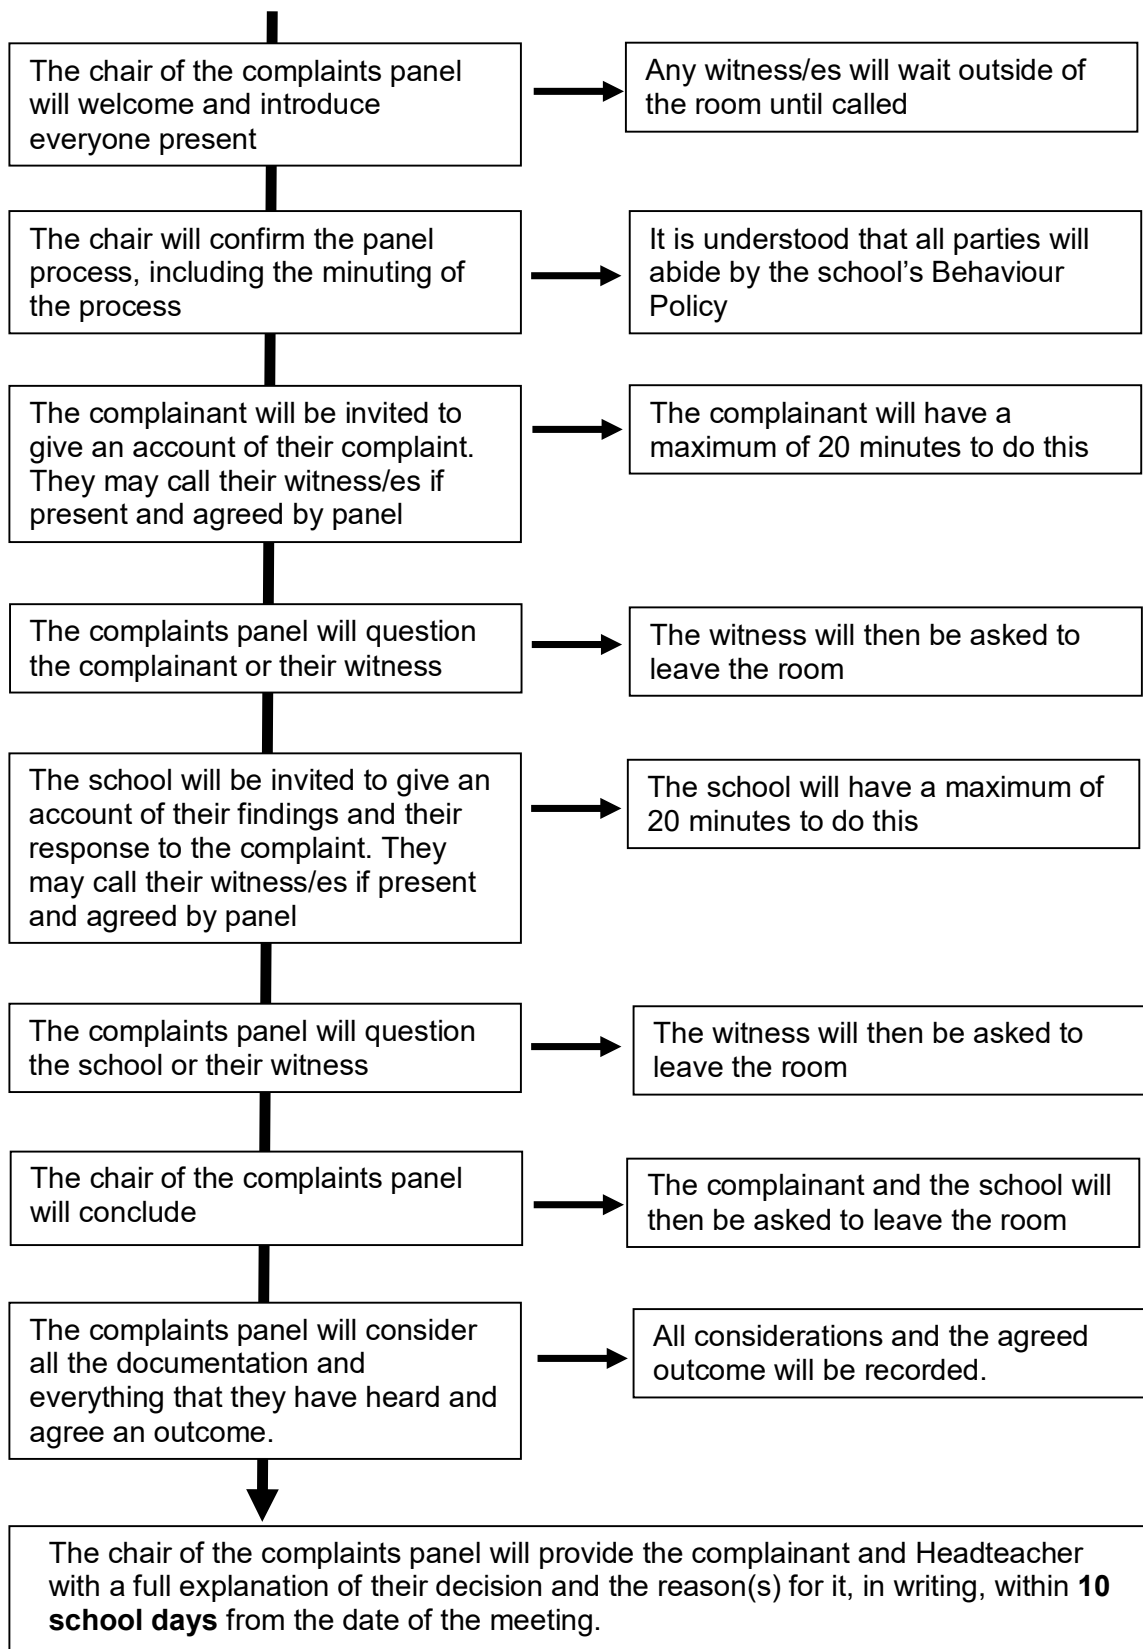 The chair of the complaints panel
will welcome and introduce
everyone present
Any witness/es will wait outside of
the room until called
The chair will confirm the panel
process, including the minuting of
the process
It is understood that all parties will
abide by the school’s Behaviour
Policy
The complainant will be invited to
give an account of their complaint.
They may call their witness/es if
present and agreed by panel
The complainant will have a
maximum of 20 minutes to do this
The complaints panel will question
the complainant or their witness
The witness will then be asked to
leave the room
The school will be invited to give an
account of their findings and their
response to the complaint. They
may call their witness/es if present
and agreed by panel
The school will have a maximum of
20 minutes to do this
The complaints panel will question
the school or their witness
The witness will then be asked to
leave the room
The chair of the complaints panel
will conclude
The complainant and the school will
then be asked to leave the room
The complaints panel will consider
all the documentation and
everything that they have heard and
agree an outcome.
All considerations and the agreed
outcome will be recorded.
The chair of the complaints panel will provide the complainant and Headteacher
with a full explanation of their decision and the reason(s) for it, in writing, within 10
school days from the date of the meeting.